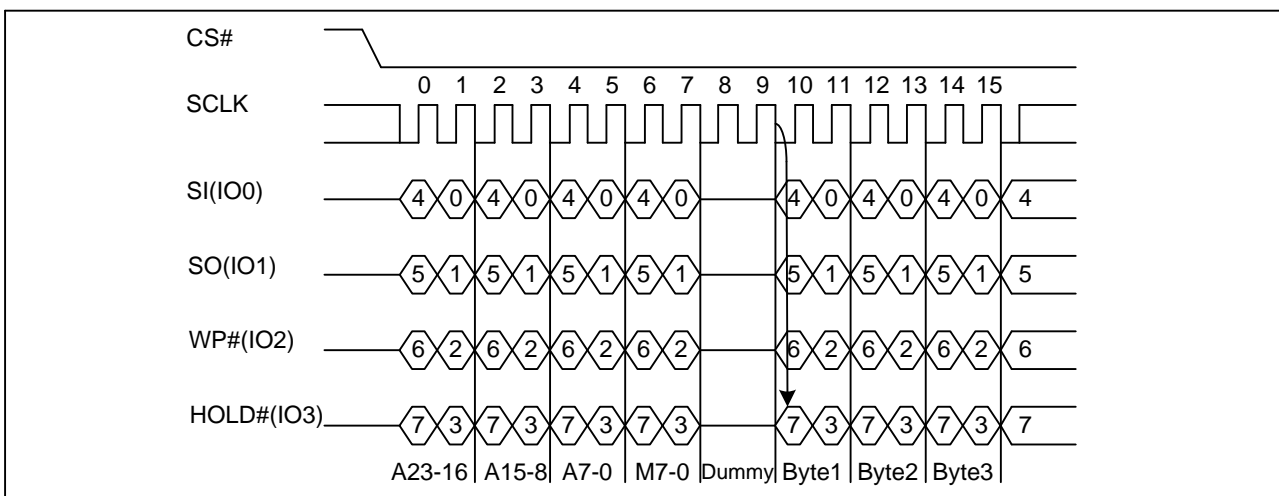 CS#
0 1 2 3 4 5 6 7 8 9 10 11 12 13 14 15
SCLK
SI(IO0) 4 0 4 0 4 0 4 0 4 0 4 0 4 0 4
SO(IO1) 5 1 5 1 5 1 5 1 5 1 5 1 5 1 5
WP#(IO2) 6 2 6 2 6 2 6 2 6 2 6 2 6 2 6
HOLD#(IO3) 7 3 7 3 7 3 7 3 7 3 7 3 7 3 7
A23-16 A15-8 A7-0 M7-0 Dummy Byte1 Byte2 Byte3